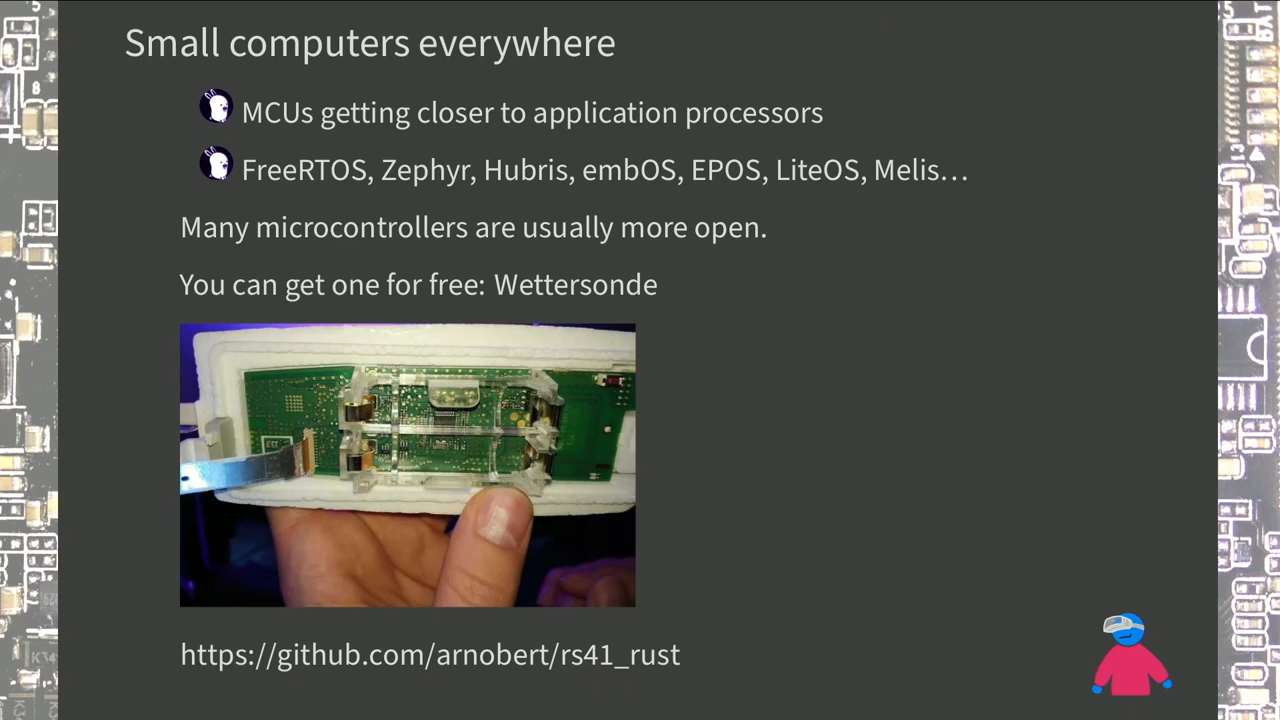 Small computers everywhere
MCUs getting closer to application processors
FreeRTOS, Zephyr, Hubris, embOS, EPOS, LiteOS, Melis…
Many microcontrollers are usually more open.
You can get one for free: Wettersonde
https://github.com/arnobert/rs41_rust